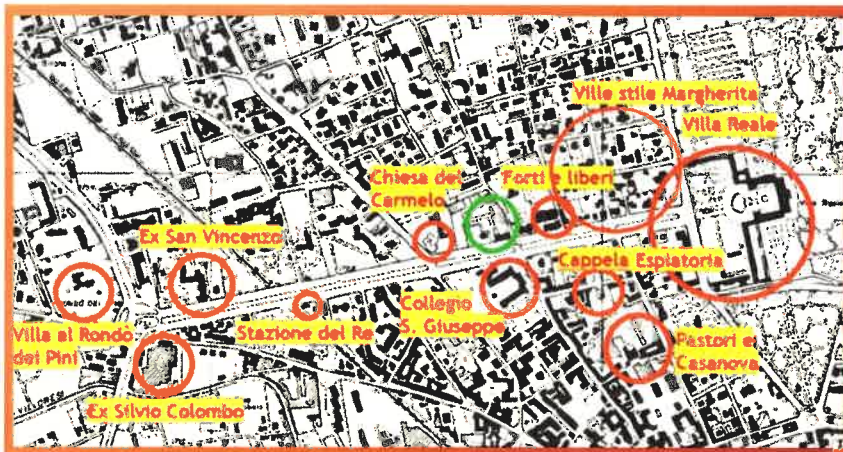 Ville stile Margherita
Villa Reale
Chiesa del
Carmelo
Forti e liberi
Ex San Vincenzo
Cappela Espiatoria
Villa al Rondò
dei Pini
Stazione del Re
Collegio
S. Giuseppe
Pastori e
Casanova
Ex Silvio Colombo